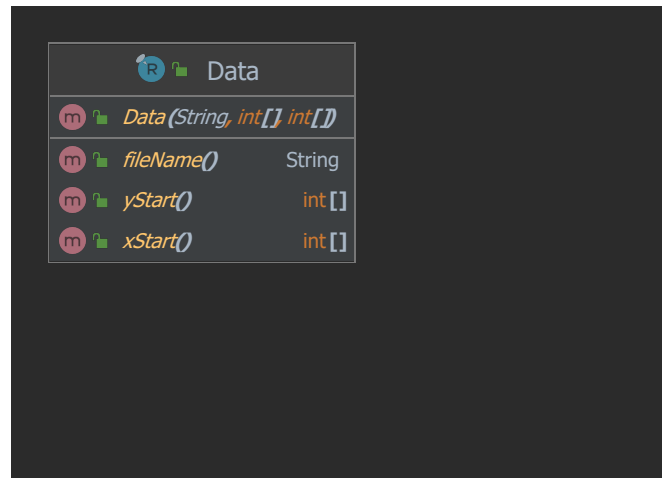 R Data
m Data(String, int[], int[])
m fileName() String
m yStart() int[]
m xStart() int[]